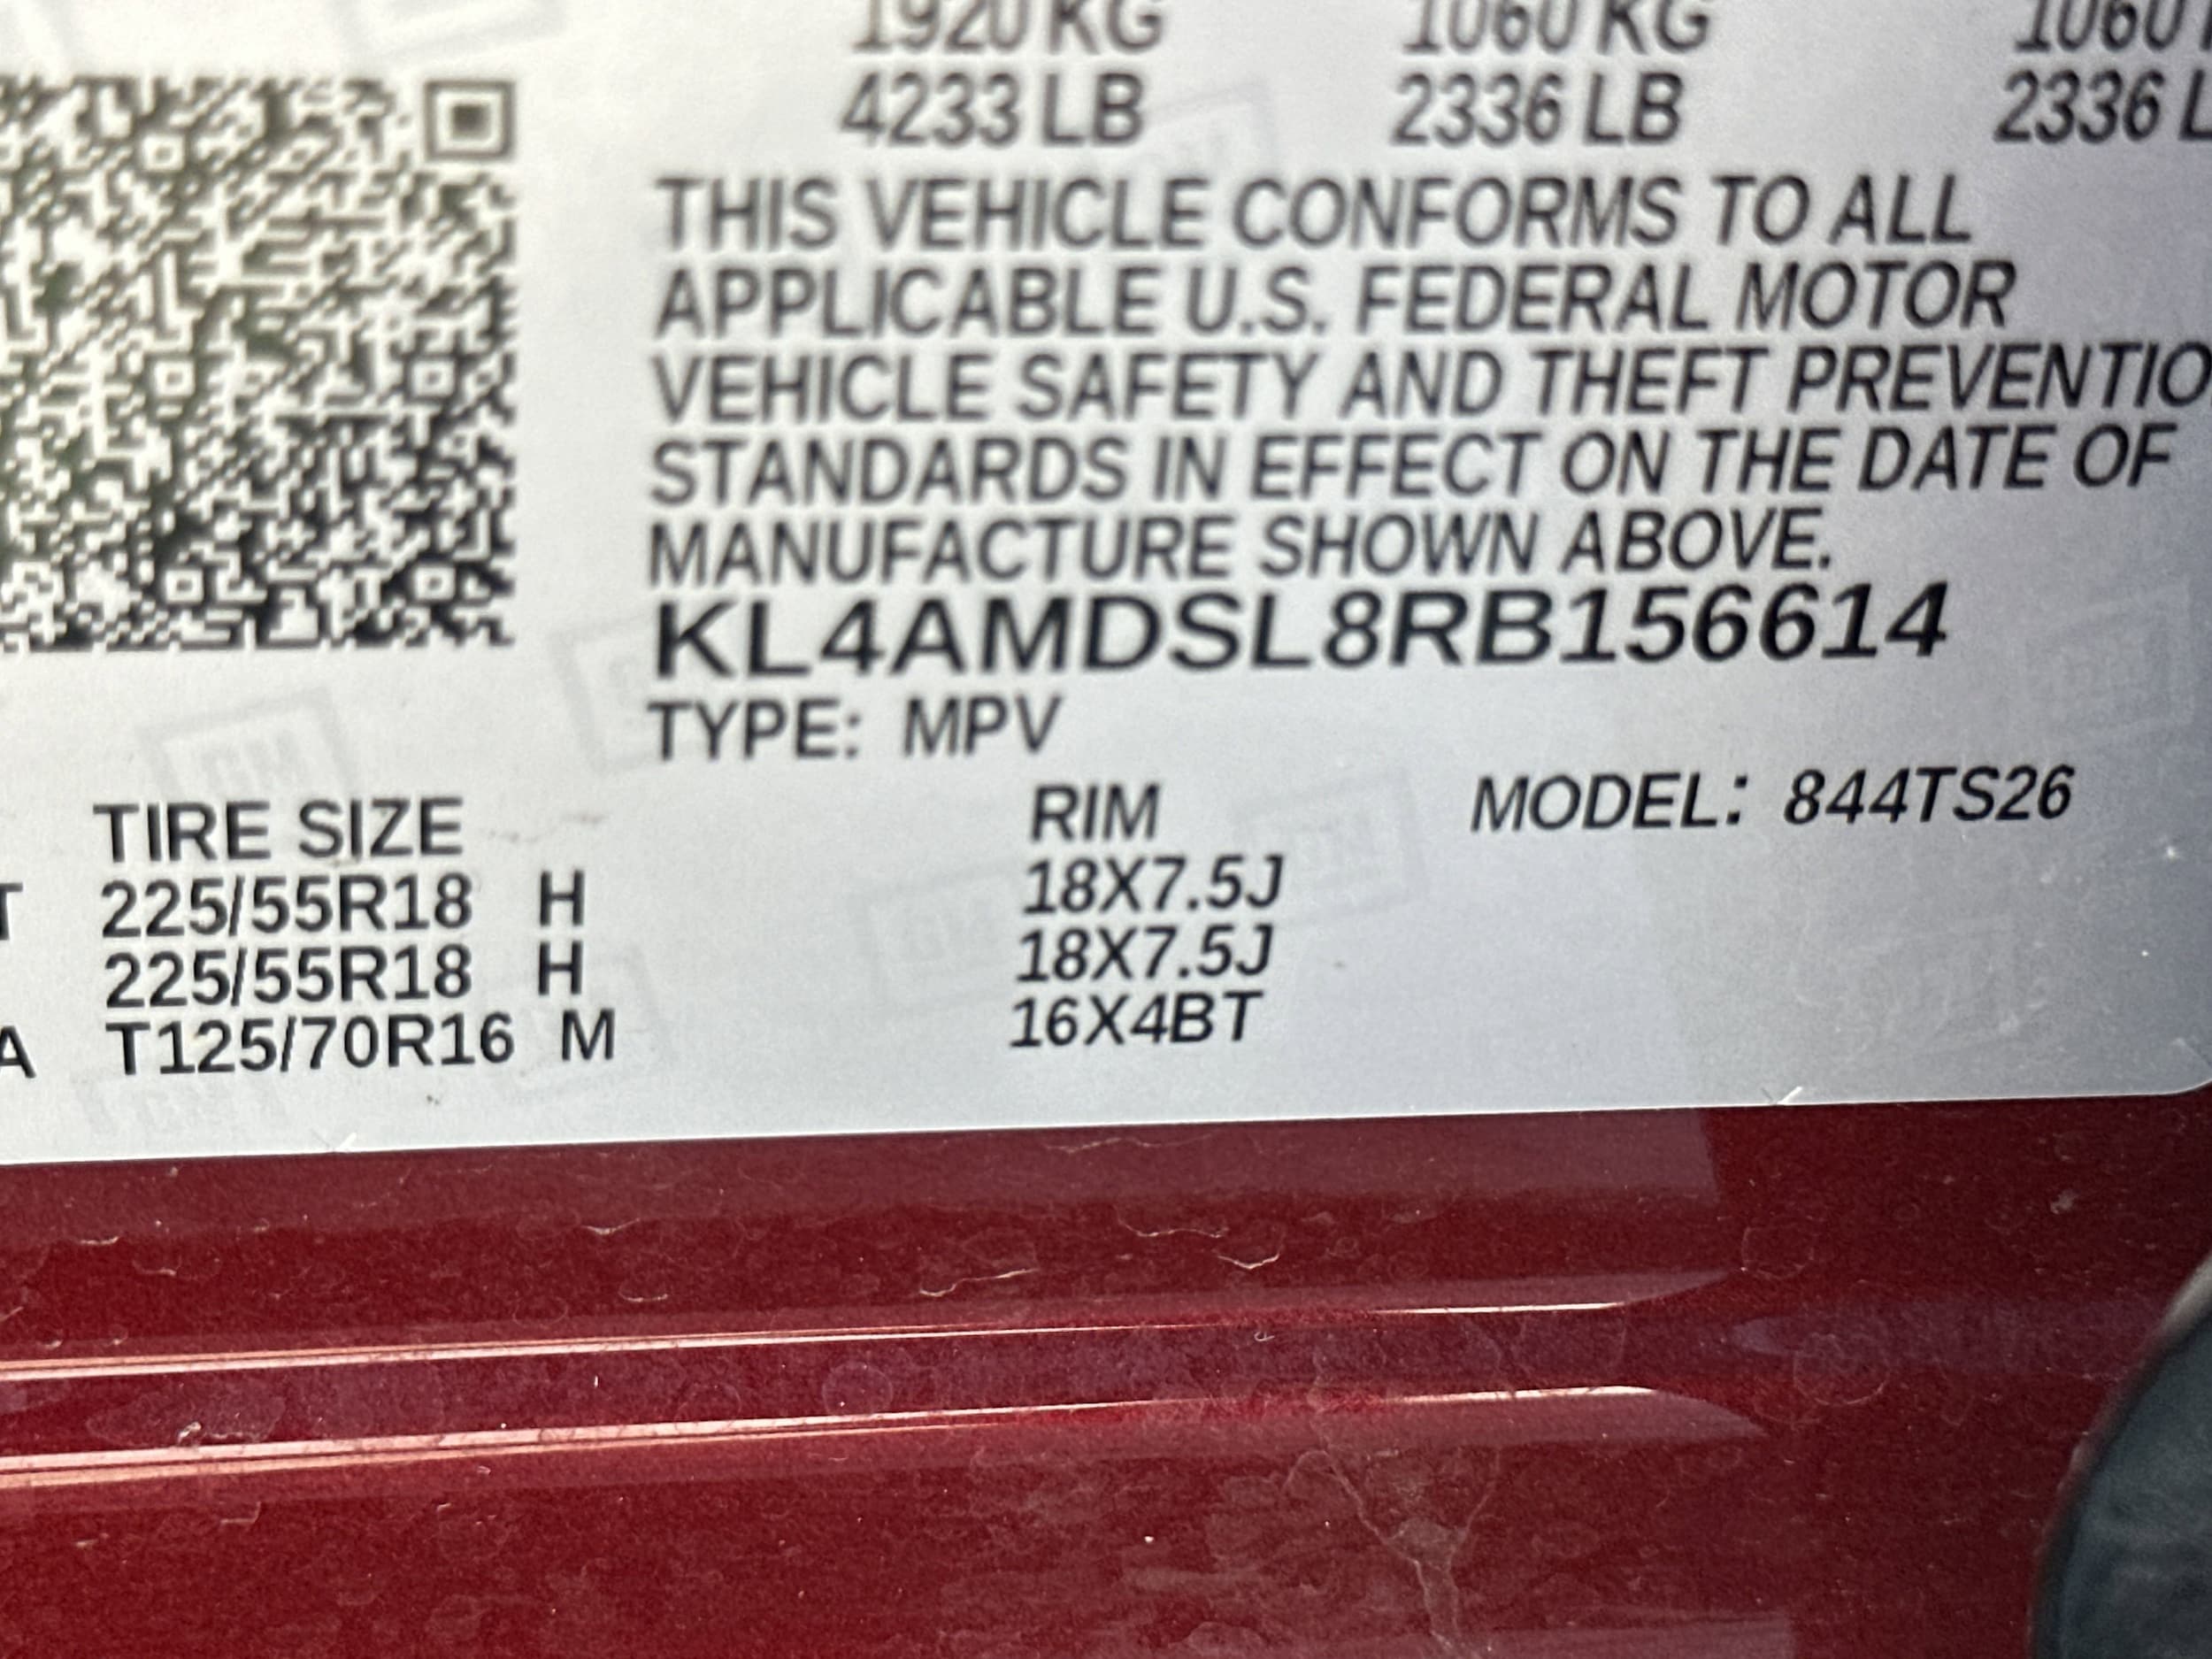 1920 KG 1060 KG 1060
4233 LB 2336 LB 2336 L
THIS VEHICLE CONFORMS TO ALL
APPLICABLE U.S. FEDERAL MOTOR
VEHICLE SAFETY AND THEFT PREVENTIO
STANDARDS IN EFFECT ON THE DATE OF
MANUFACTURE SHOWN ABOVE.
KL4AMDSL8RB156614
TYPE: MPV
TIRE SIZE RIM MODEL: 844TS26
T 225/55R18 H 18X7.5J
225/55R18 H 18X7.5J
A T125/70R16 M 16X4BT